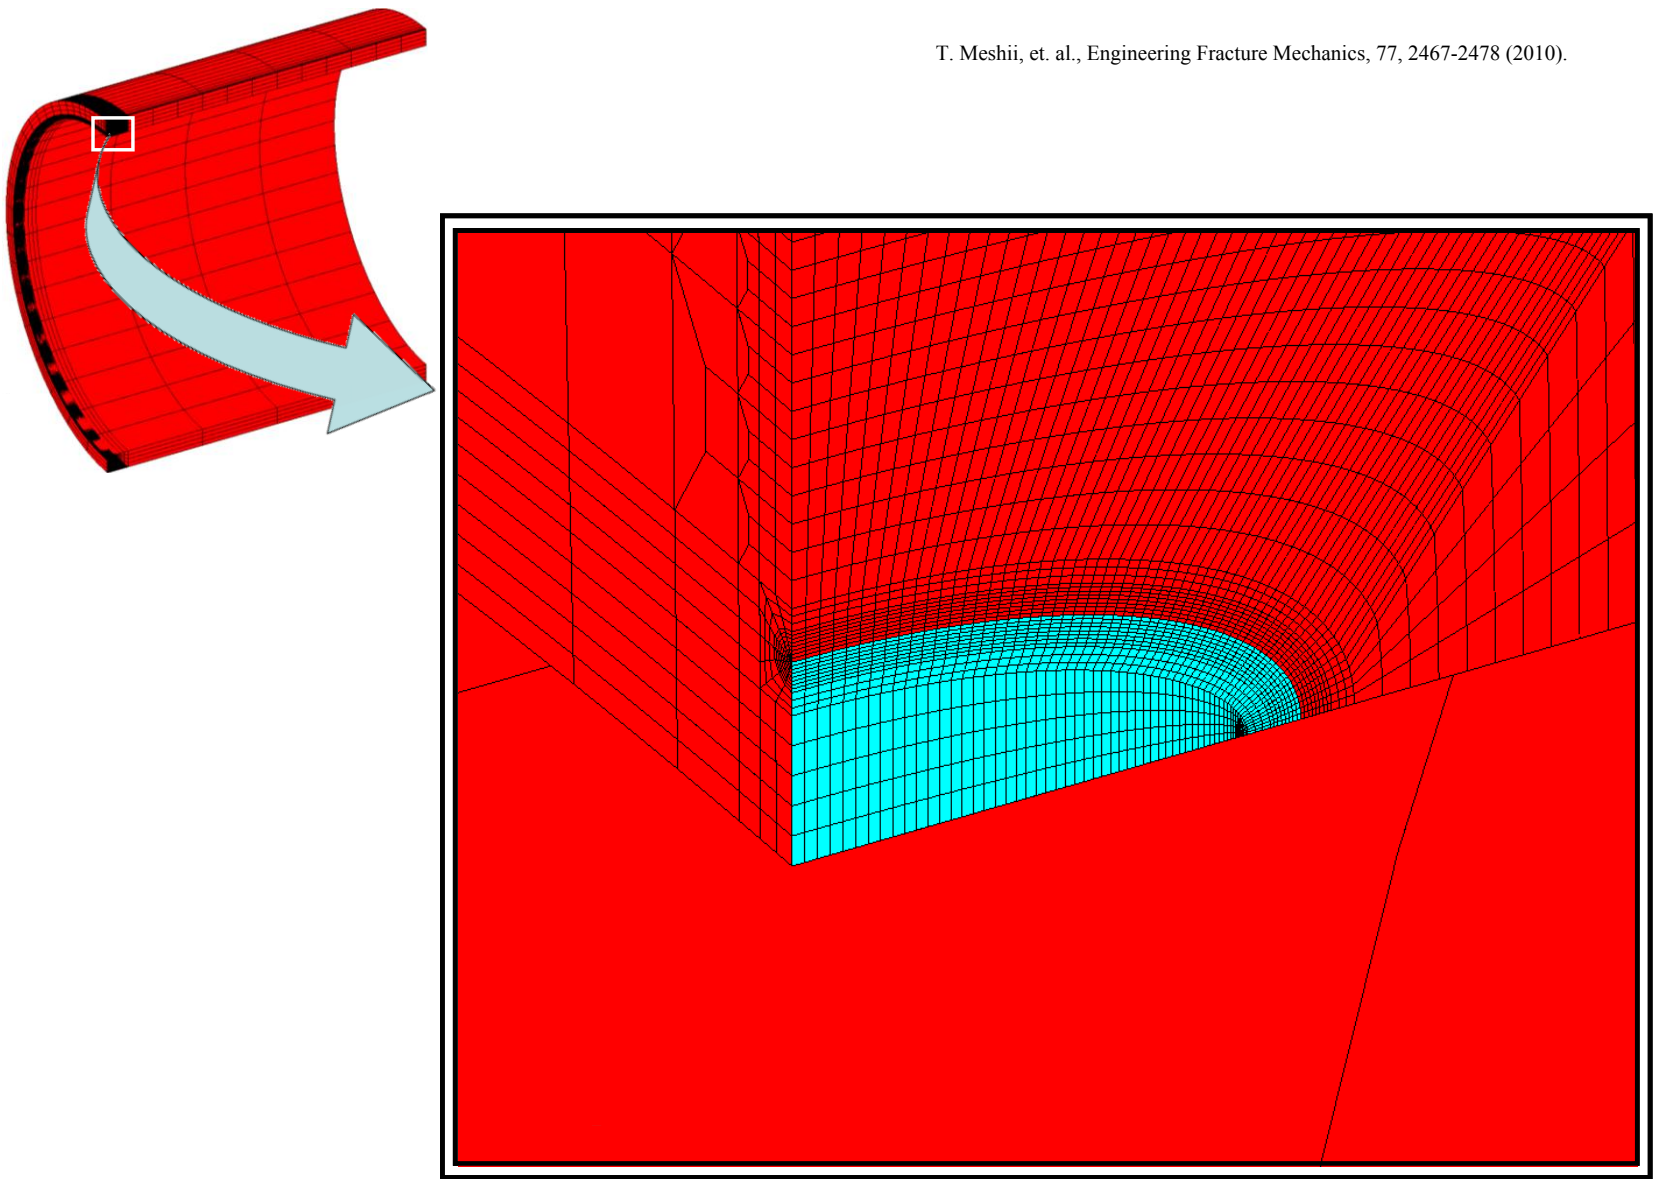 T. Meshii, et. al., Engineering Fracture Mechanics, 77, 2467-2478 (2010).